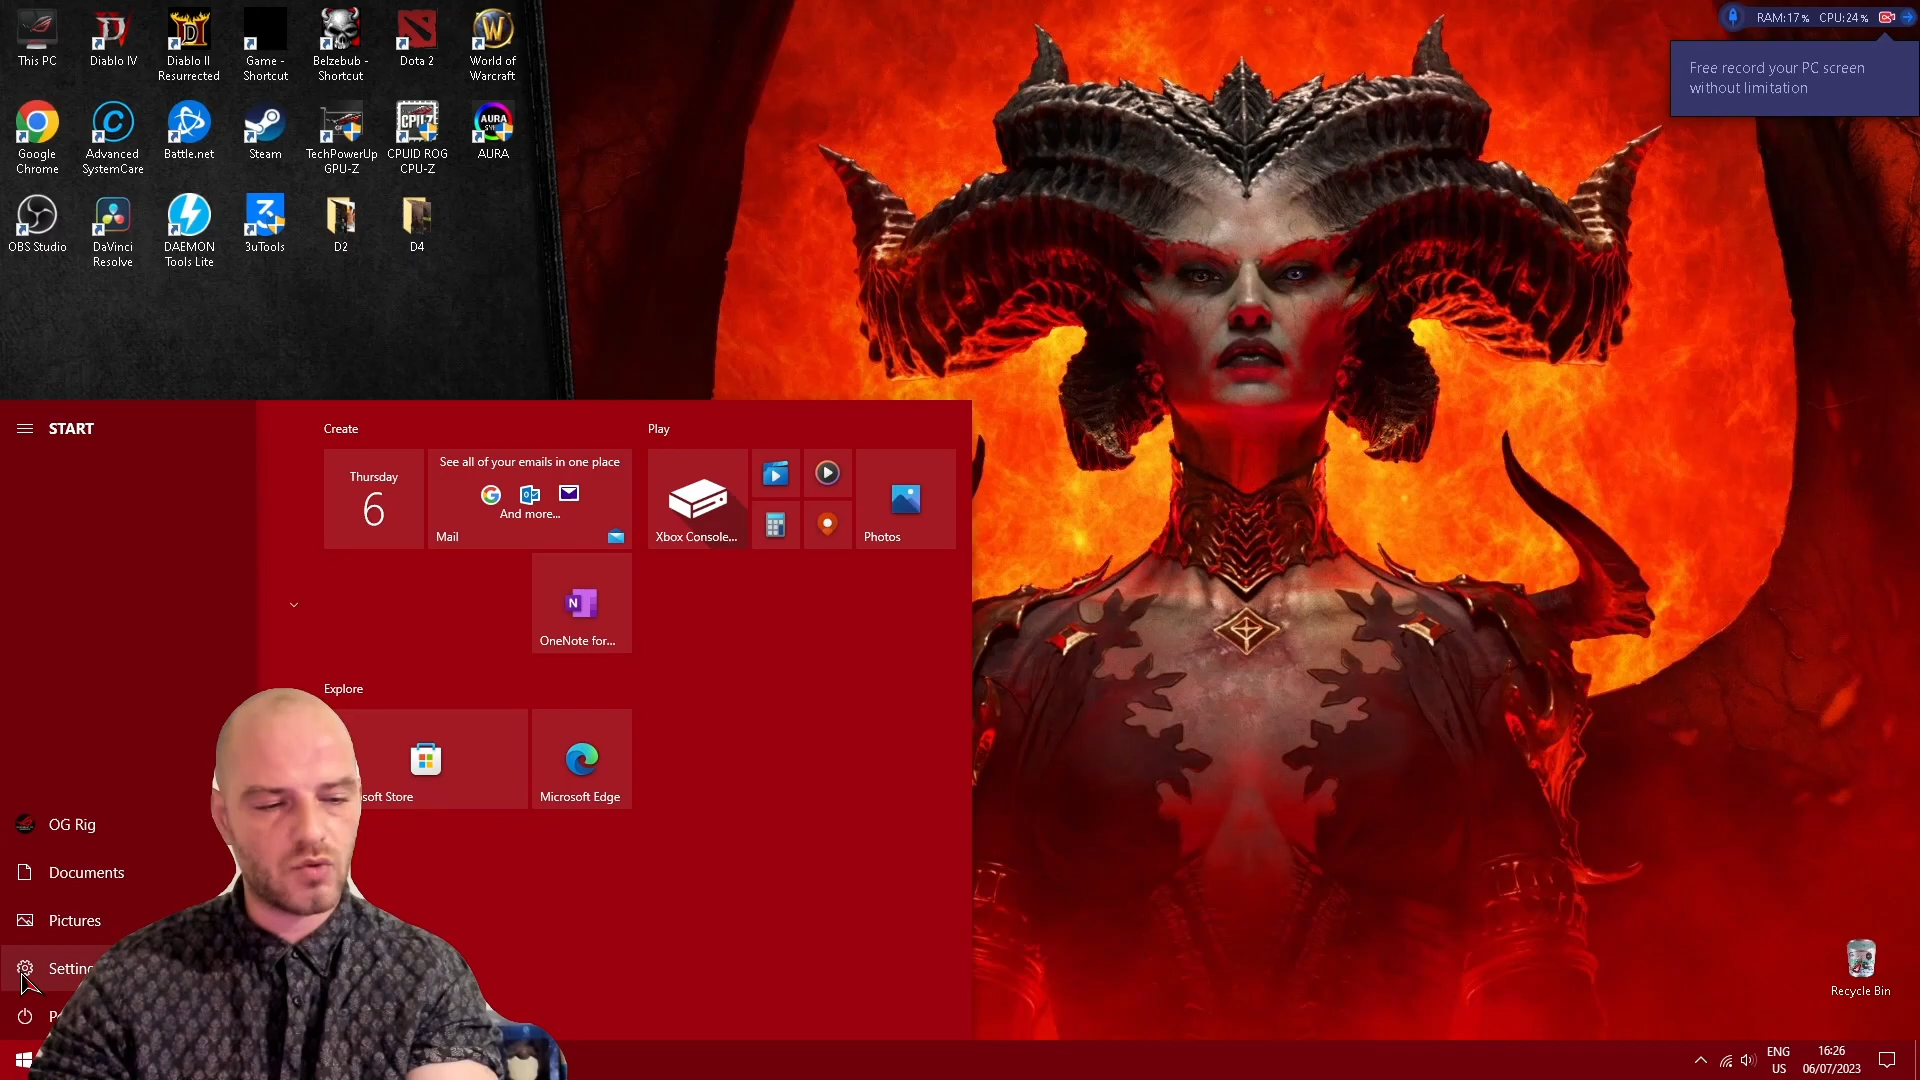 RAM:17% CPU:24%
Free record your PC screen
without limitation
This PC
Diablo IV
Diablo II
Resurrected
Game -
Shortcut
Belzebub -
Shortcut
Dota 2
World of
Warcraft
Google
Chrome
Advanced
SystemCare
Battle.net
Steam
TechPowerUp
GPU-Z
CPUID ROG
CPU-Z
AURA
OBS Studio
DaVinci
Resolve
DAEMON
Tools Lite
3uTools
D2
D4
START
Create
Play
Thursday
6
See all of your emails in one place
And more...
Mail
Xbox Console...
Photos
OneNote for...
Explore
soft Store
Microsoft Edge
OG Rig
Documents
Pictures
Setting
Recycle Bin
ENG
US
16:26
06/07/2023